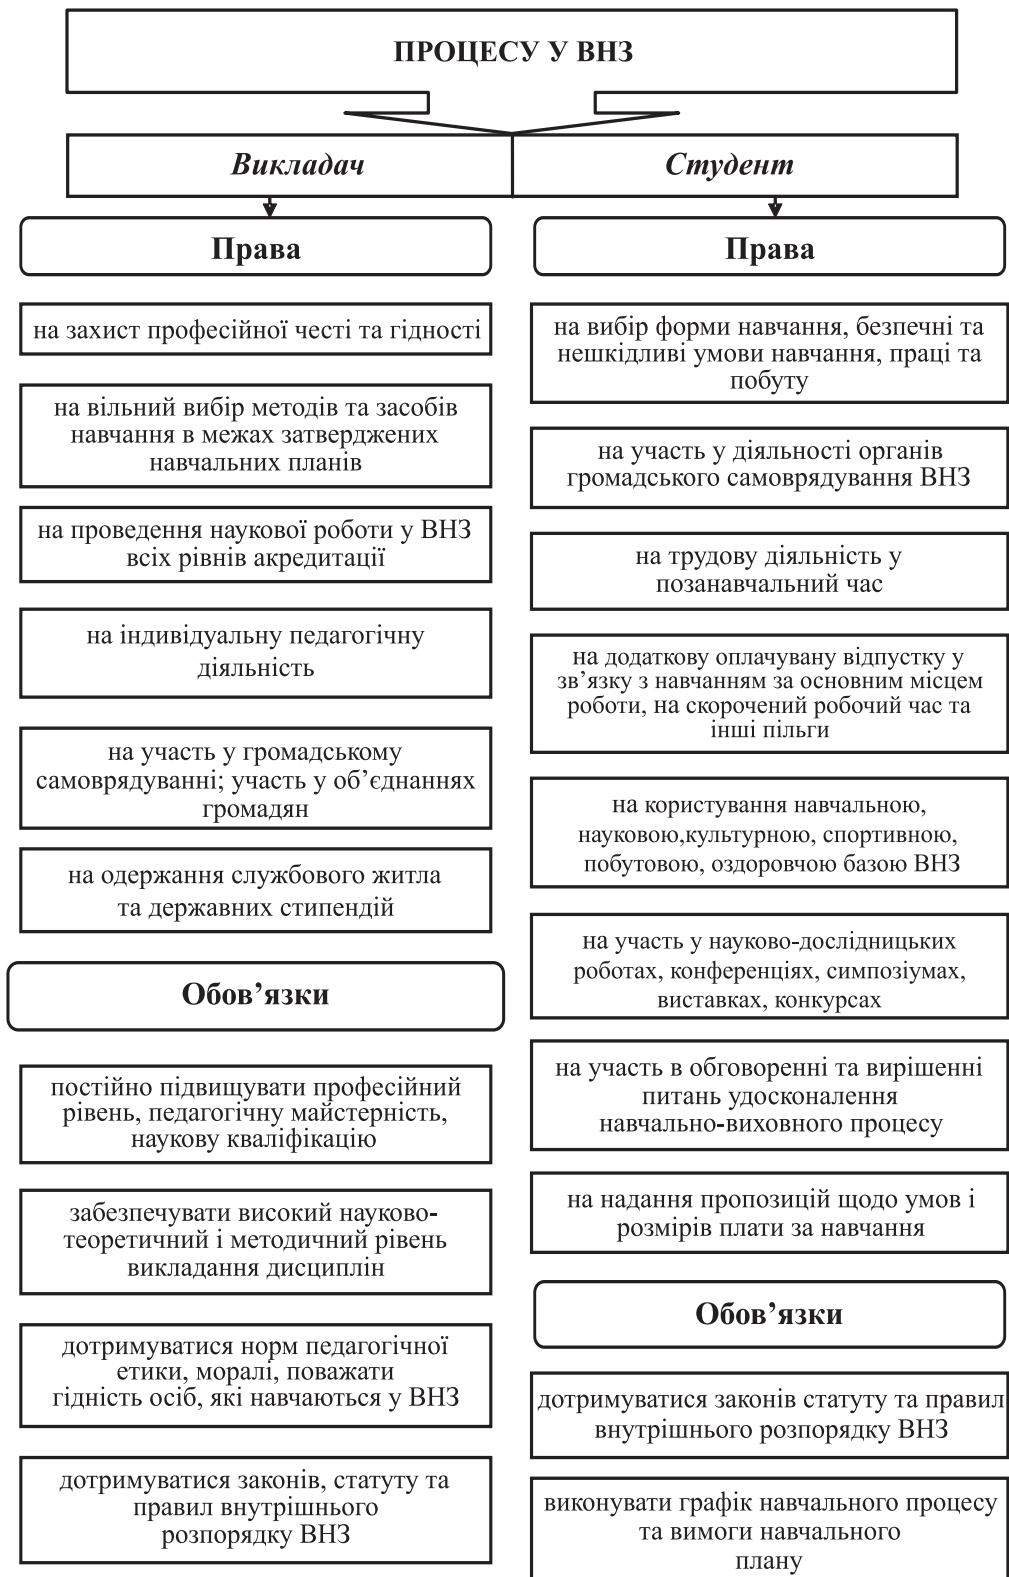 ПРОЦЕСУ У ВНЗ
Викладач
Студент
Права
на захист професійної честі та гідності
на вільний вибір методів та засобів
навчання в межах затверджених
навчальних планів
на проведення наукової роботи у ВНЗ
всіх рівнів акредитації
на індивідуальну педагогічну
діяльність
на участь у громадському
самоврядуванні; участь у об’єднаннях
громадян
на одержання службового житла
та державних стипендій
Обов’язки
постійно підвищувати професійний
рівень, педагогічну майстерність,
наукову кваліфікацію
забезпечувати високий науково-
теоретичний і методичний рівень
викладання дисциплін
дотримуватися норм педагогічної
етики, моралі, поважати
гідність осіб, які навчаються у ВНЗ
дотримуватися законів, статуту та
правил внутрішнього
розпорядку ВНЗ
Права
на вибір форми навчання, безпечні та
нешкідливі умови навчання, праці та
побуту
на участь у діяльності органів
громадського самоврядування ВНЗ
на трудову діяльність у
позанавчальний час
на додаткову оплачувану відпустку у
зв’язку з навчанням за основним місцем
роботи, на скорочений робочий час та
інші пільги
на користування навчальною,
науковою,культурною, спортивною,
побутовою, оздоровчою базою ВНЗ
на участь у науково-дослідницьких
роботах, конференціях, симпозіумах,
виставках, конкурсах
на участь в обговоренні та вирішенні
питань удосконалення
навчально-виховного процесу
на надання пропозицій щодо умов і
розмірів плати за навчання
Обов’язки
дотримуватися законів статуту та правил
внутрішнього розпорядку ВНЗ
виконувати графік навчального процесу
та вимоги навчального
плану